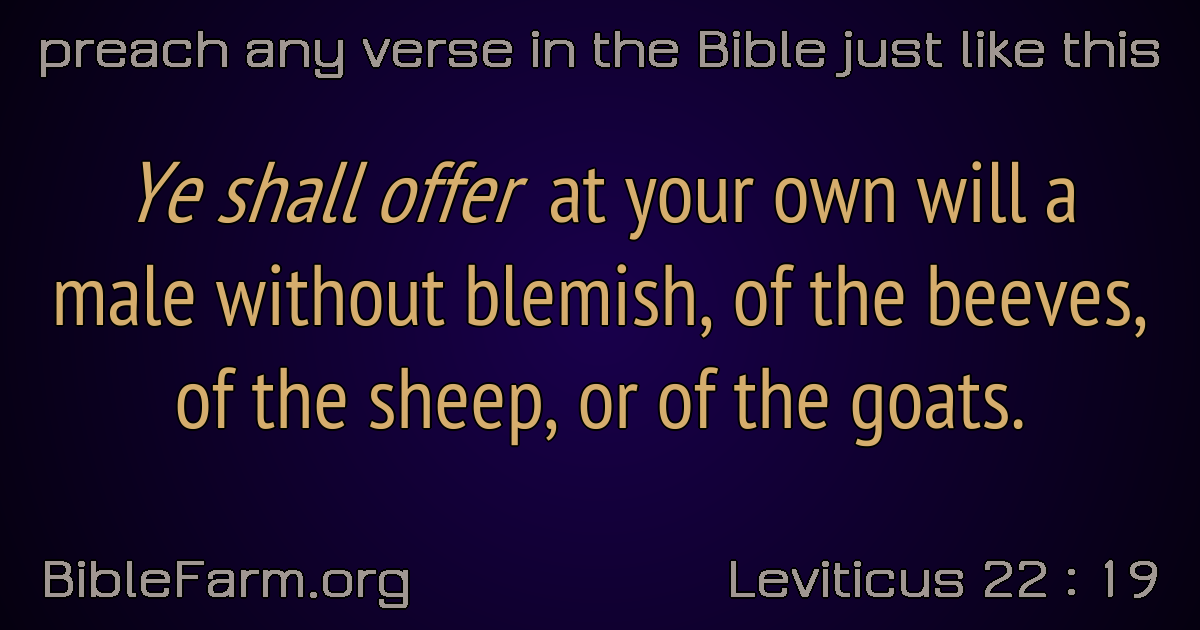 preach any verse in the Bible just like this
Ye shall offer at your own will a
male without blemish, of the beeves,
of the sheep, or of the goats.
BibleFarm.org
Leviticus 22 : 19